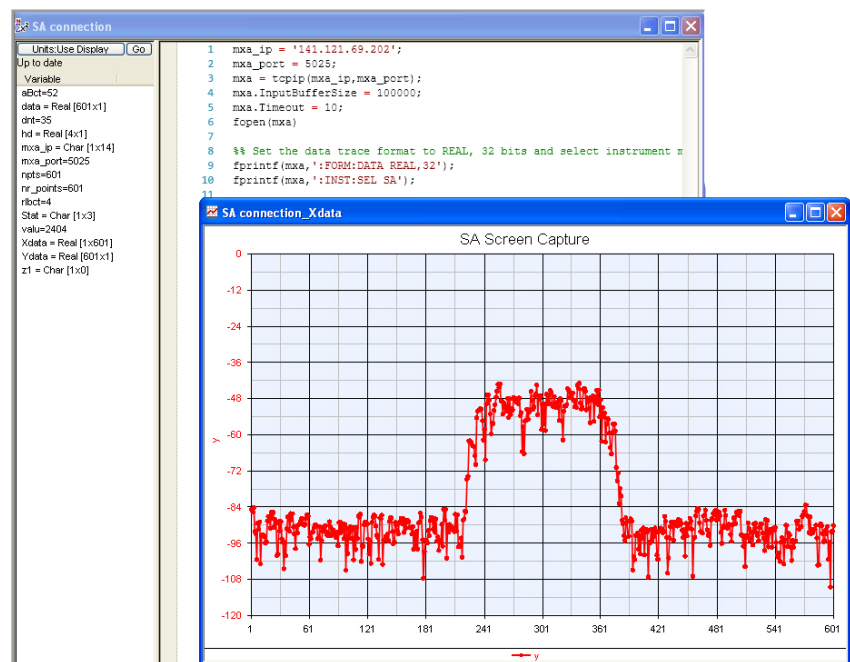 SA connection
Units:Use Display Go
Up to date
Variable
aBct=52
data = Real [601x1]
dnt=35
hd = Real [4x1]
mxa_ip = Char [1x14]
mxa_port=5025
npts=601
nr_points=601
rlbct=4
Stat = Char [1x3]
valu=2404
Xdata = Real [1x601]
Ydata = Real [601x1]
z1 = Char [1x0]
1 mxa_ip = '141.121.69.202';
2 mxa_port = 5025;
3 mxa = tcpip(mxa_ip,mxa_port);
4 mxa.InputBufferSize = 100000;
5 mxa.Timeout = 10;
6 fopen(mxa)
7
8 %% Set the data trace format to REAL, 32 bits and select instrument m
9 fprintf(mxa,':FORM:DATA REAL,32');
10 fprintf(mxa,':INST:SEL SA');
11
SA connection_Xdata
SA Screen Capture
0
-12
-24
-36
-48
-60
-72
-84
-96
-108
-120
y
1 61 121 181 241 301 361 421 481 541 601
y